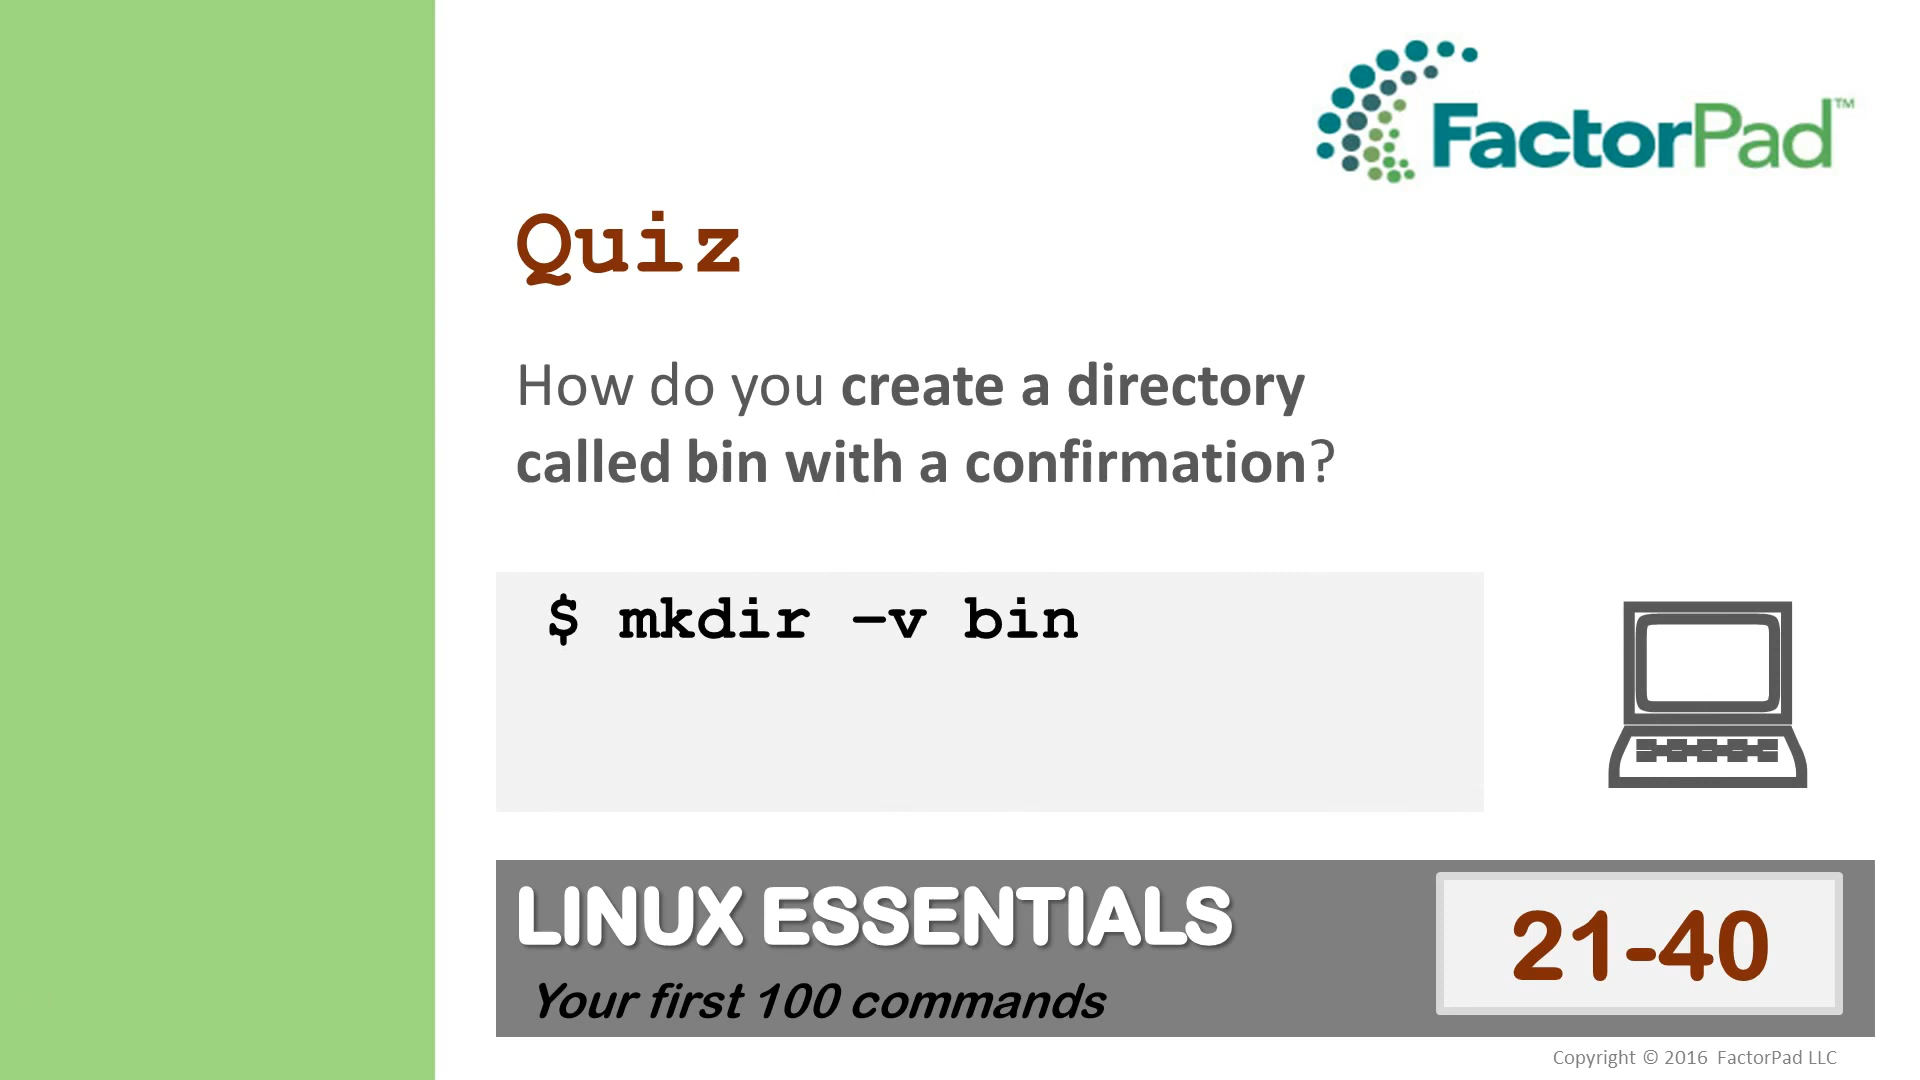 FactorPad™
Quiz
How do you create a directory
called bin with a confirmation?
$ mkdir –v bin
LINUX ESSENTIALS
Your first 100 commands
21-40
Copyright © 2016 FactorPad LLC